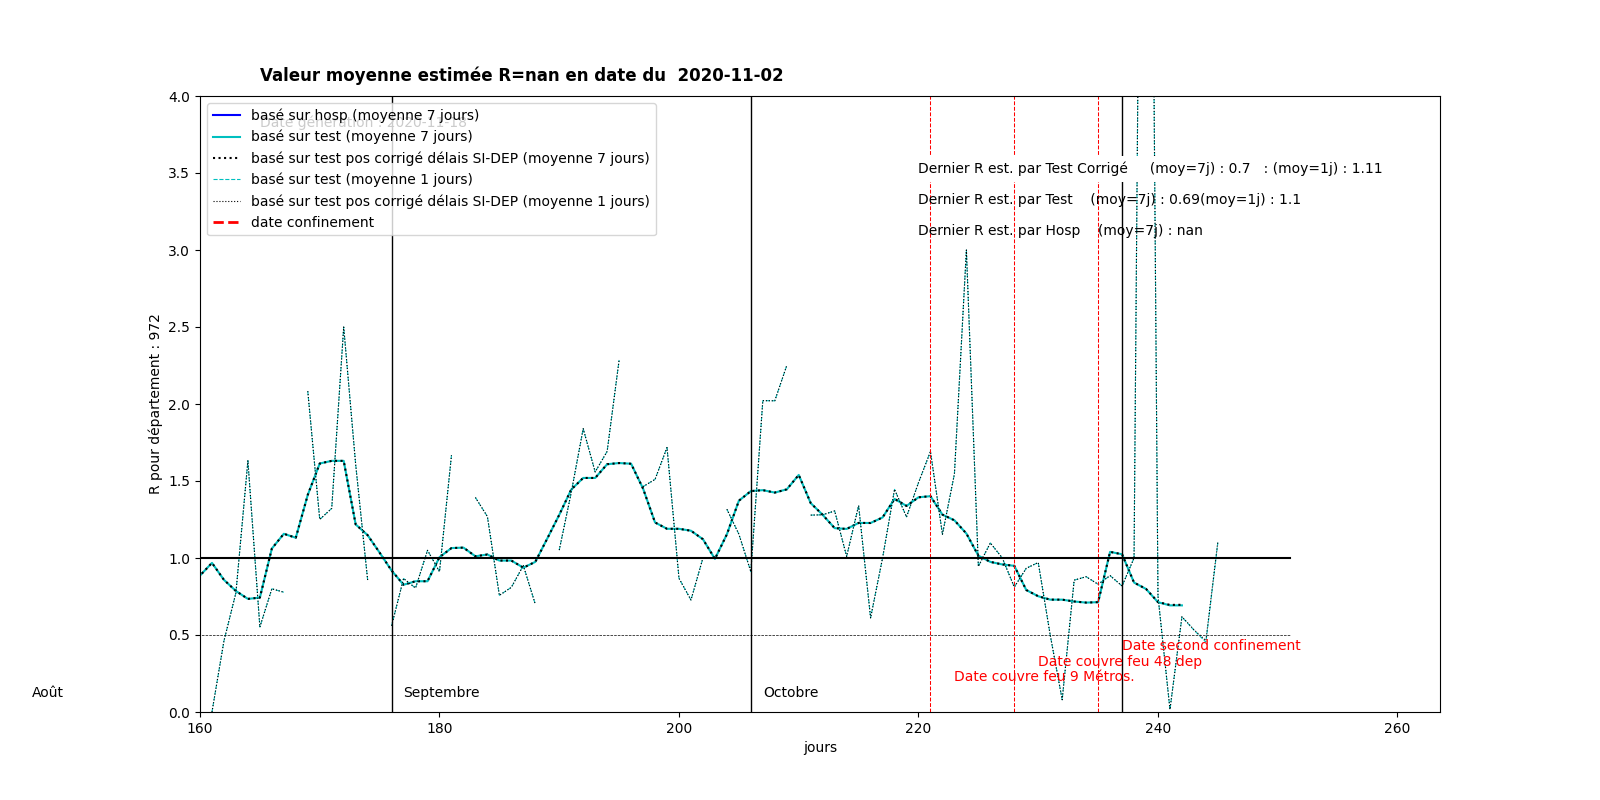 Valeur moyenne estimée R=nan en date du  2020-11-02
4.0
3.5
3.0
2.5
2.0
1.5
1.0
0.5
0.0
R pour département : 972
basé sur hosp (moyenne 7 jours)
Date génération : 2020-11-18
basé sur test (moyenne 7 jours)
basé sur test pos corrigé délais SI-DEP (moyenne 7 jours)
basé sur test (moyenne 1 jours)
basé sur test pos corrigé délais SI-DEP (moyenne 1 jours)
date confinement
Dernier R est. par Test Corrigé     (moy=7j) : 0.7   : (moy=1j) : 1.11
Dernier R est. par Test    (moy=7j) : 0.69(moy=1j) : 1.1
Dernier R est. par Hosp    (moy=7j) : nan
Date second confinement
Date couvre feu 48 dep
Date couvre feu 9 Métros.
Août
Septembre
Octobre
160
180
200
220
240
260
jours